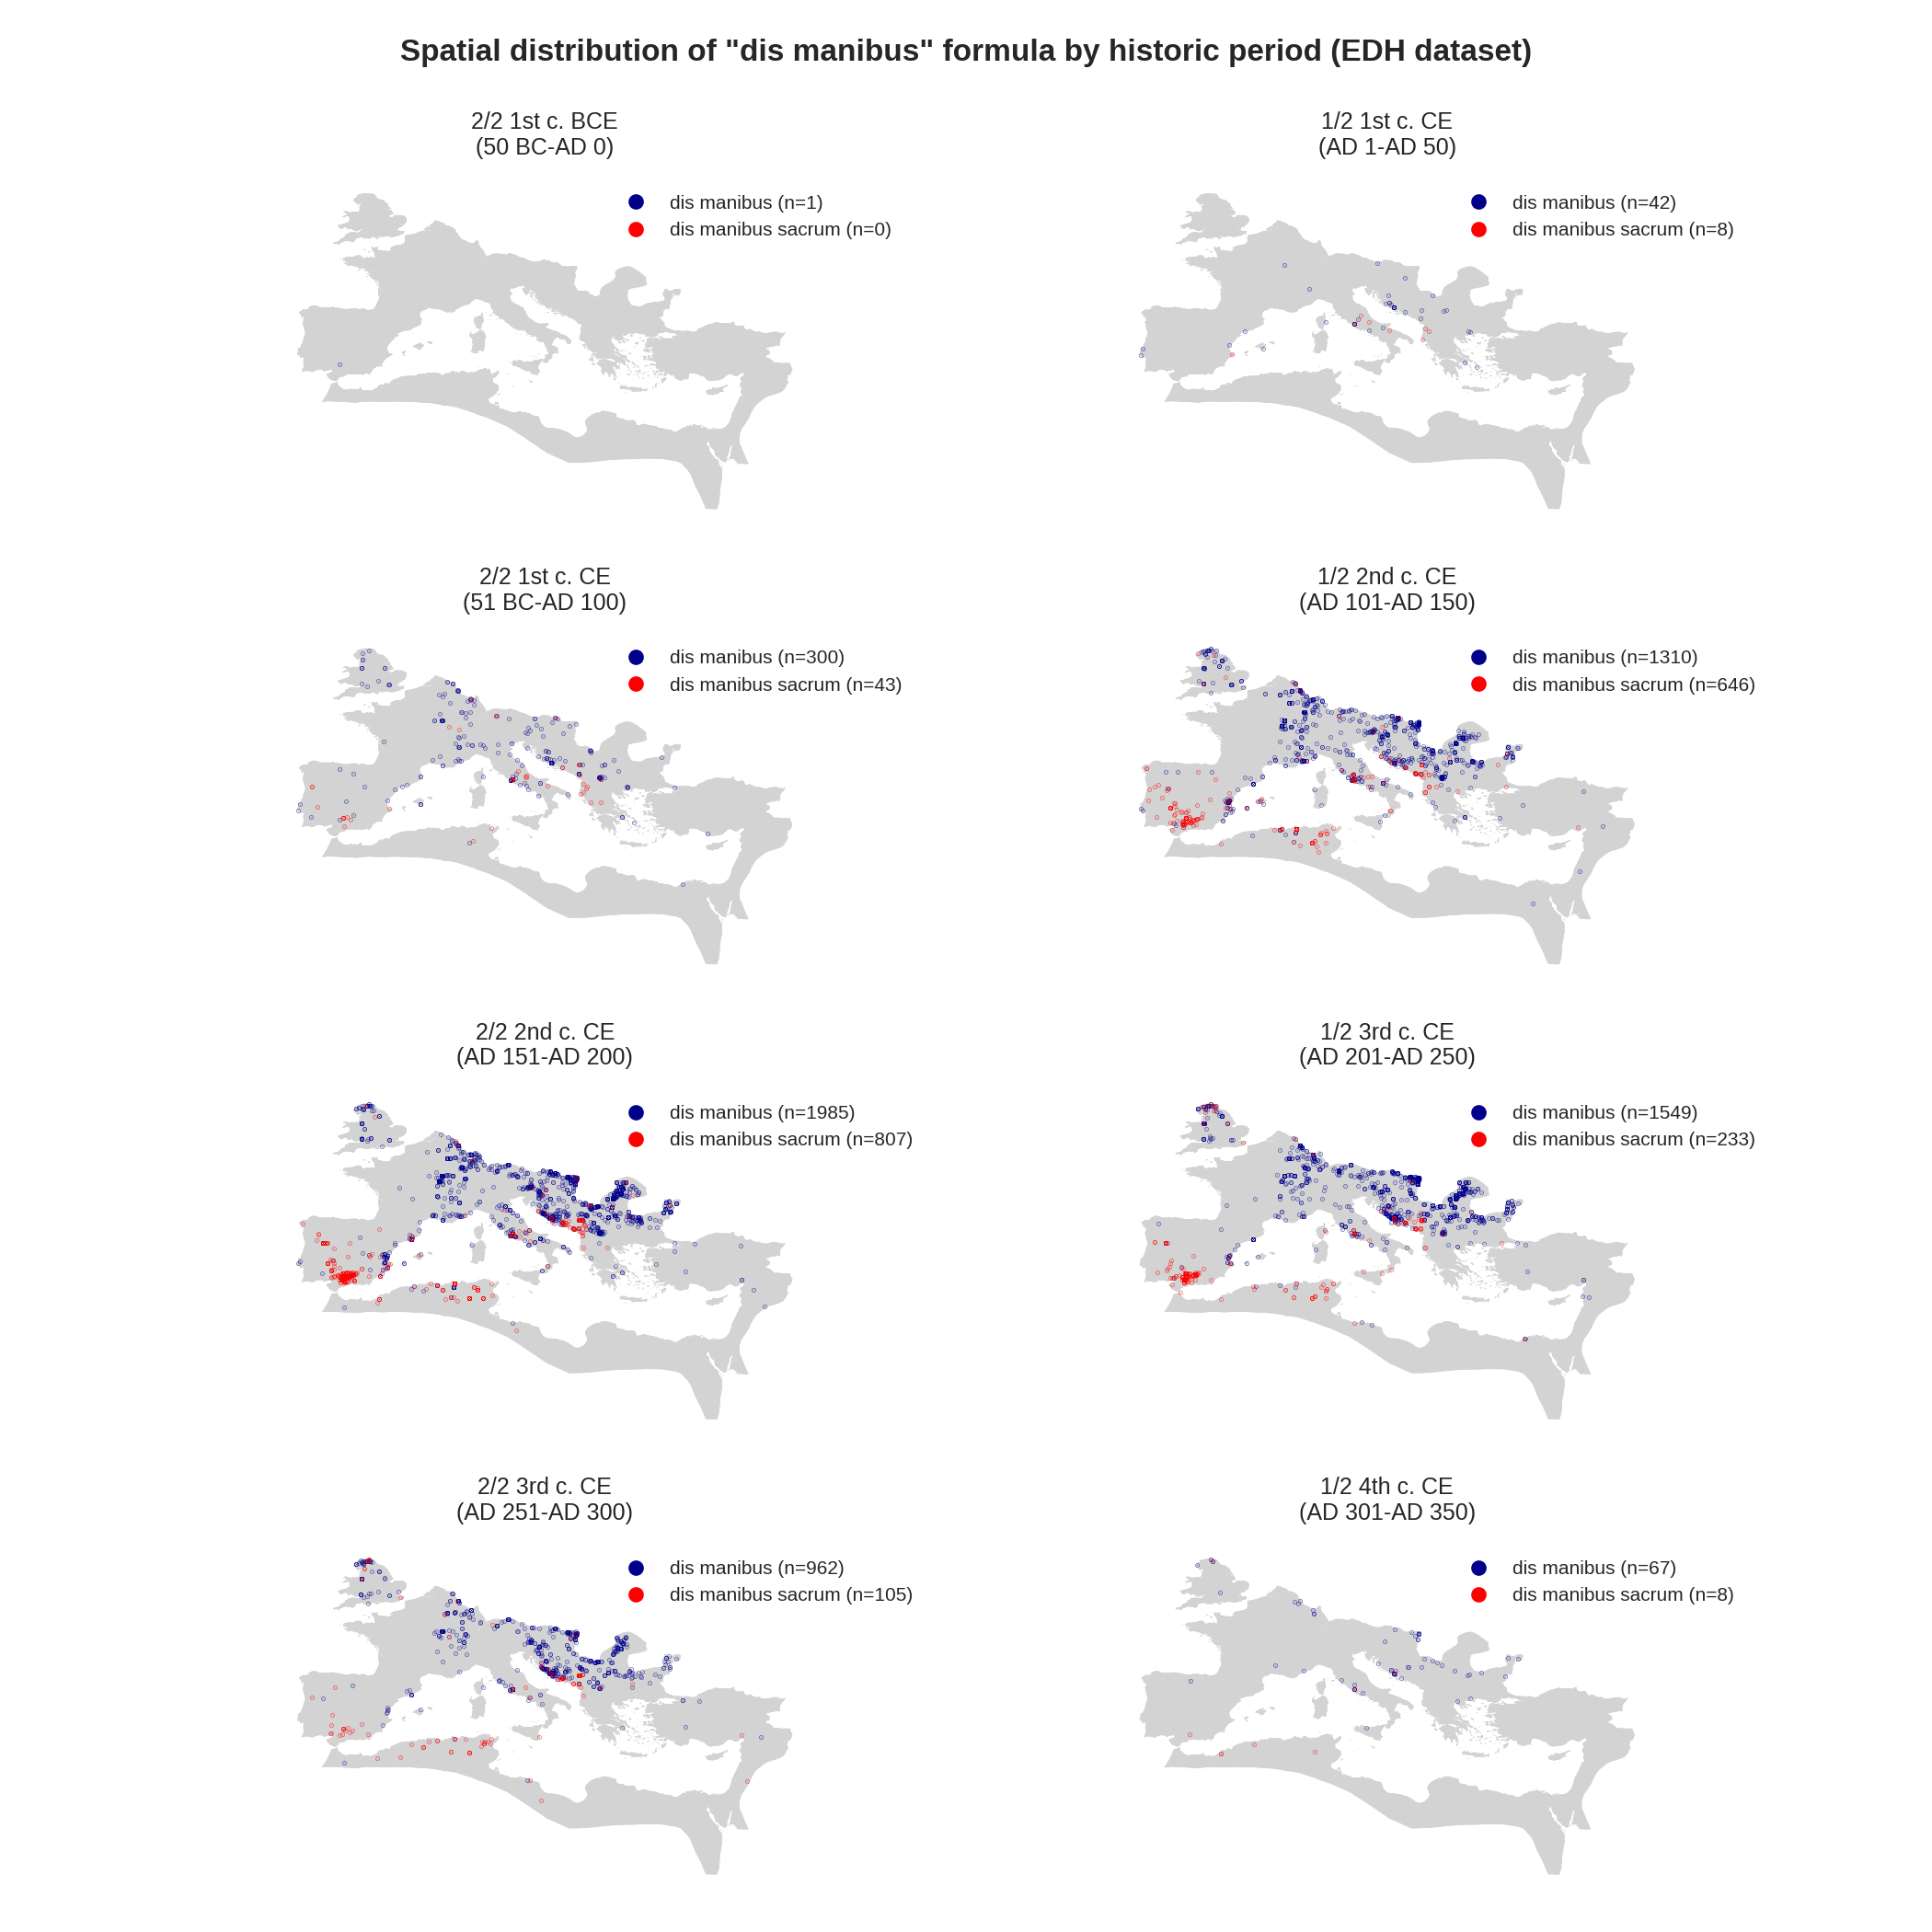 Spatial distribution of "dis manibus" formula by historic period (EDH dataset)
2/2 1st c. BCE
(50 BC-AD 0)
dis manibus (n=1)
dis manibus sacrum (n=0)
1/2 1st c. CE
(AD 1-AD 50)
dis manibus (n=42)
dis manibus sacrum (n=8)
2/2 1st c. CE
(51 BC-AD 100)
dis manibus (n=300)
dis manibus sacrum (n=43)
1/2 2nd c. CE
(AD 101-AD 150)
dis manibus (n=1310)
dis manibus sacrum (n=646)
2/2 2nd c. CE
(AD 151-AD 200)
dis manibus (n=1985)
dis manibus sacrum (n=807)
1/2 3rd c. CE
(AD 201-AD 250)
dis manibus (n=1549)
dis manibus sacrum (n=233)
2/2 3rd c. CE
(AD 251-AD 300)
dis manibus (n=962)
dis manibus sacrum (n=105)
1/2 4th c. CE
(AD 301-AD 350)
dis manibus (n=67)
dis manibus sacrum (n=8)